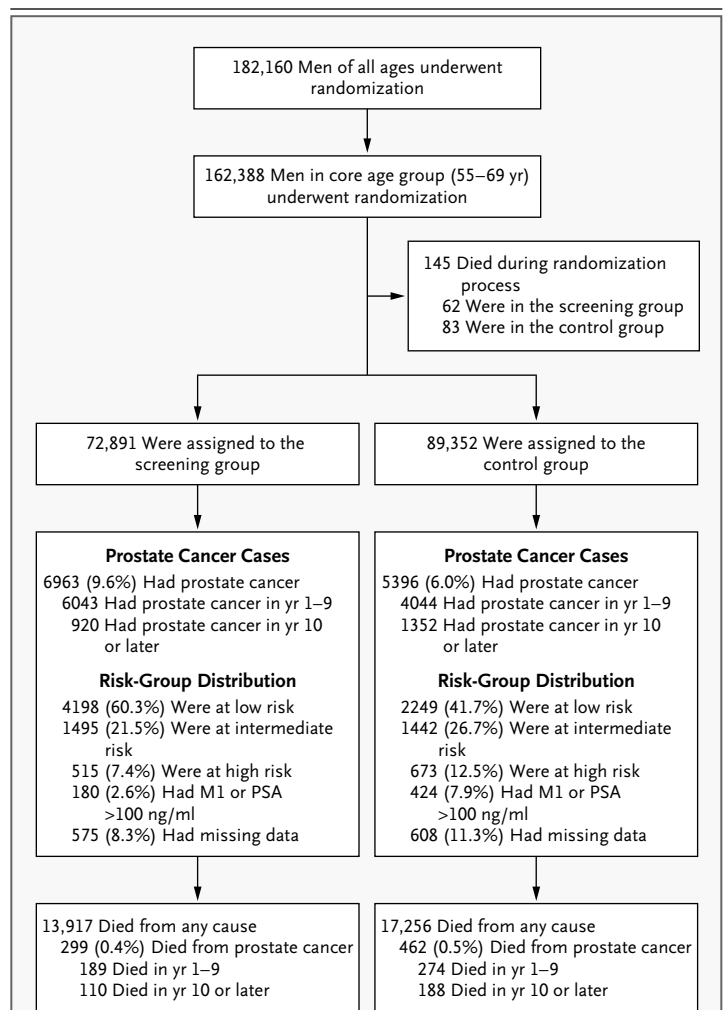 182,160 Men of all ages underwent
randomization
162,388 Men in core age group (55–69 yr)
underwent randomization
145 Died during randomization
process
62 Were in the screening group
83 Were in the control group
72,891 Were assigned to the
screening group
89,352 Were assigned to the
control group
Prostate Cancer Cases
6963 (9.6%) Had prostate cancer
6043 Had prostate cancer in yr 1–9
920 Had prostate cancer in yr 10
or later
Risk-Group Distribution
4198 (60.3%) Were at low risk
1495 (21.5%) Were at intermediate
risk
515 (7.4%) Were at high risk
180 (2.6%) Had M1 or PSA
>100 ng/ml
575 (8.3%) Had missing data
Prostate Cancer Cases
5396 (6.0%) Had prostate cancer
4044 Had prostate cancer in yr 1–9
1352 Had prostate cancer in yr 10
or later
Risk-Group Distribution
2249 (41.7%) Were at low risk
1442 (26.7%) Were at intermediate
risk
673 (12.5%) Were at high risk
424 (7.9%) Had M1 or PSA
>100 ng/ml
608 (11.3%) Had missing data
13,917 Died from any cause
299 (0.4%) Died from prostate cancer
189 Died in yr 1–9
110 Died in yr 10 or later
17,256 Died from any cause
462 (0.5%) Died from prostate cancer
274 Died in yr 1–9
188 Died in yr 10 or later